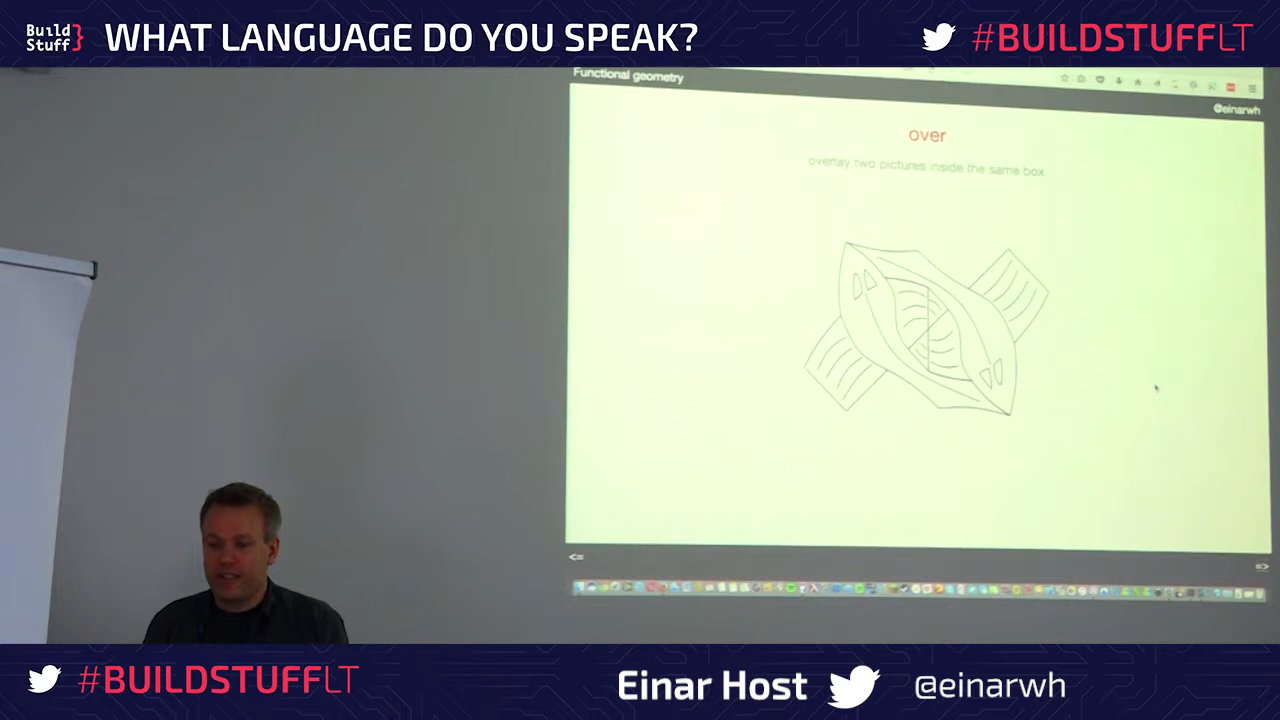 Build
Stuff}
WHAT LANGUAGE DO YOU SPEAK?
#BUILDSTUFFLT
Functional geometry
@einarwh
over
overlay two pictures inside the same box
<=
=>
#BUILDSTUFFLT
Einar Host
@einarwh